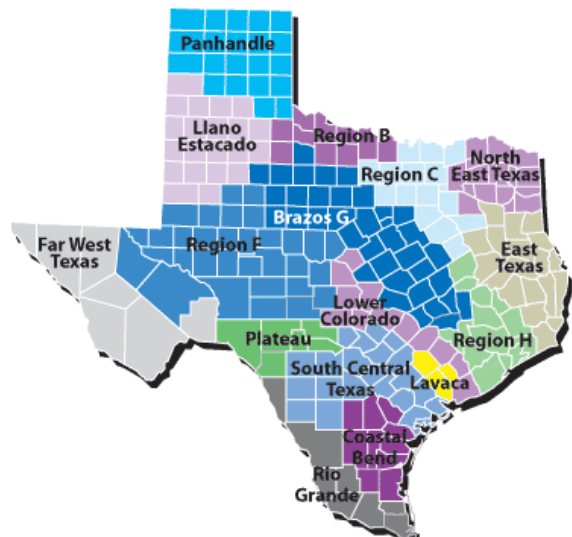 Panhandle
Llano
Estacado
Region B
Region C
North
East Texas
Brazos G
Far West
Texas
Region F
East
Texas
Lower
Colorado
Plateau
Region H
South Central
Texas
Lavaca
Coastal
Bend
Rio
Grande